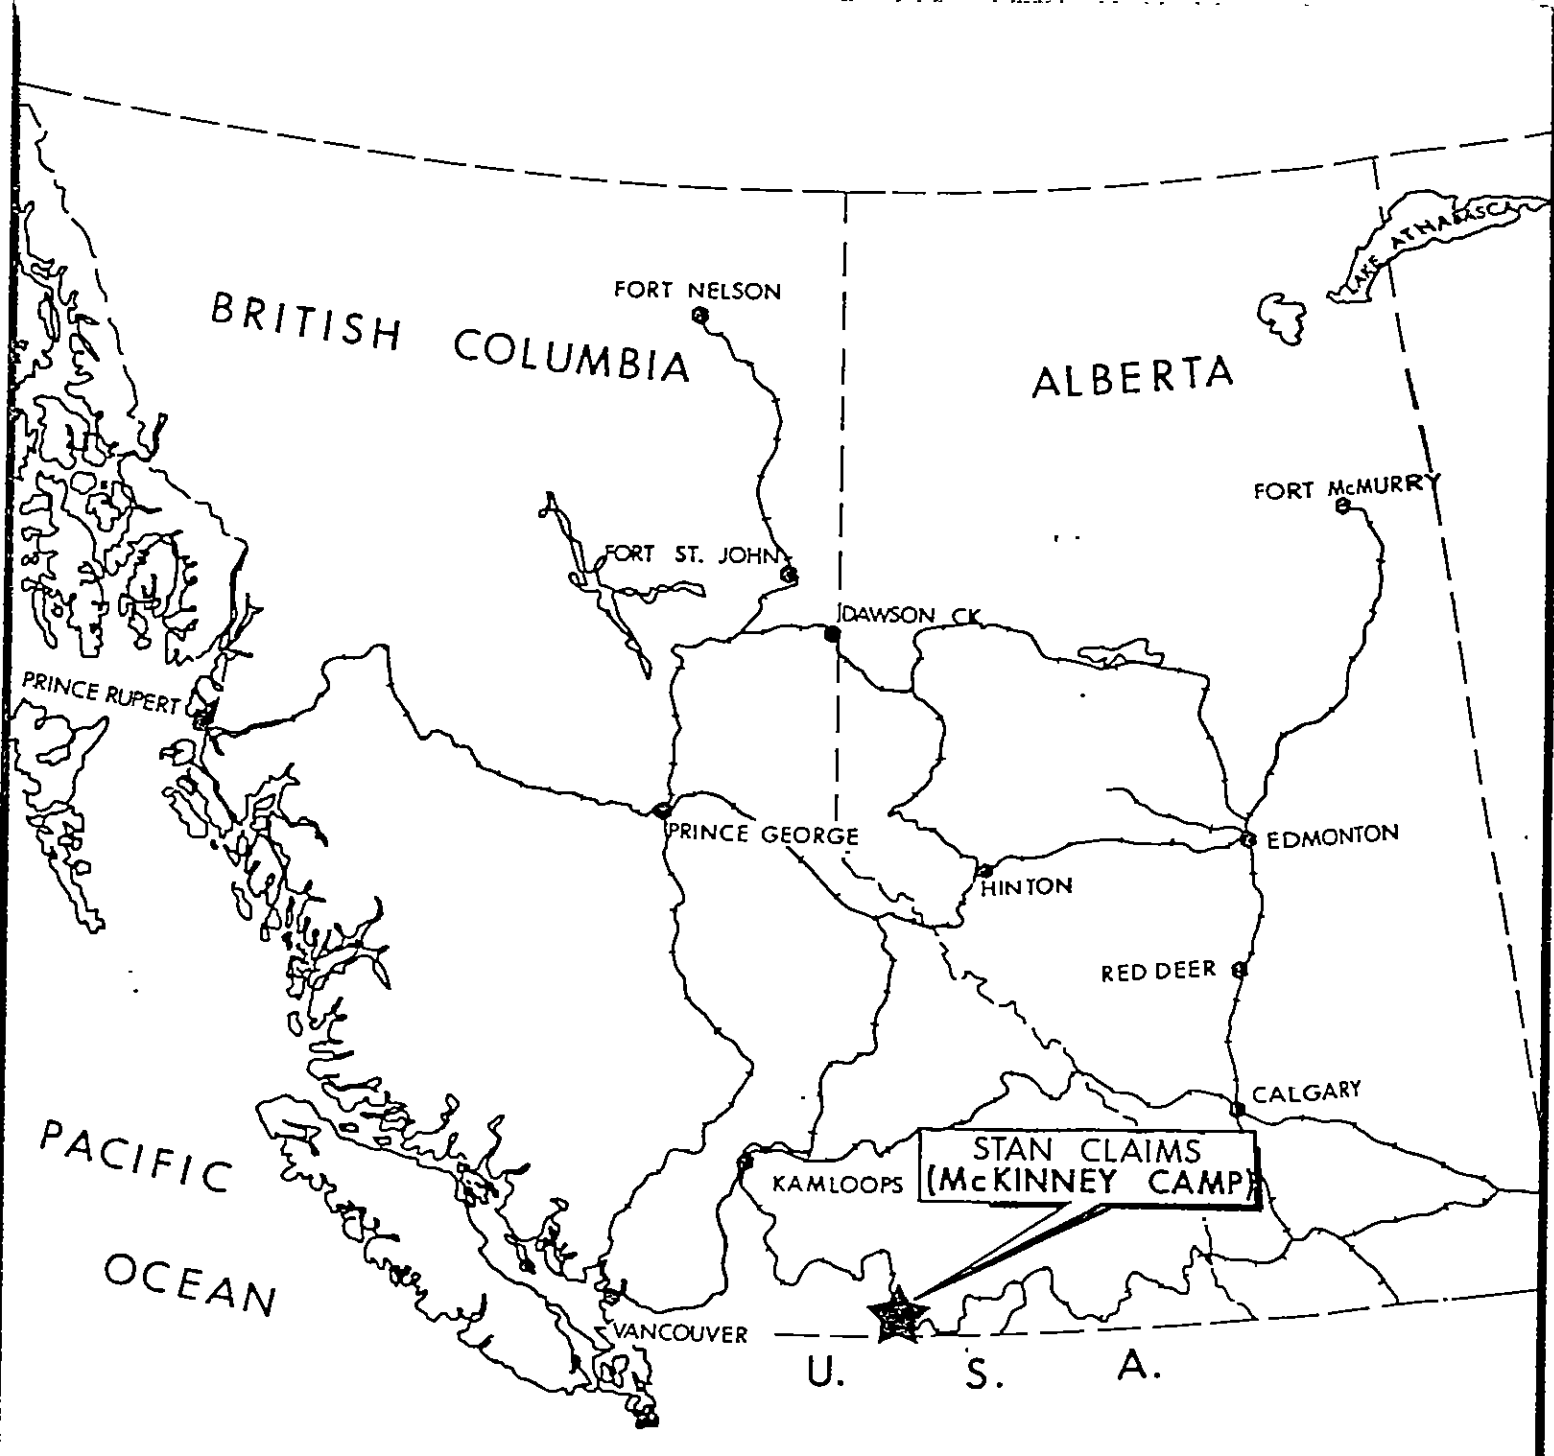 LAKE ATHABASCA
FORT NELSON
BRITISH COLUMBIA
ALBERTA
FORT McMURRY
FORT ST. JOHN
DAWSON CK
PRINCE RUPERT
PRINCE GEORGE
EDMONTON
HINTON
RED DEER
CALGARY
PACIFIC
OCEAN
STAN CLAIMS
(McKINNEY CAMP)
KAMLOOPS
VANCOUVER
U. S. A.